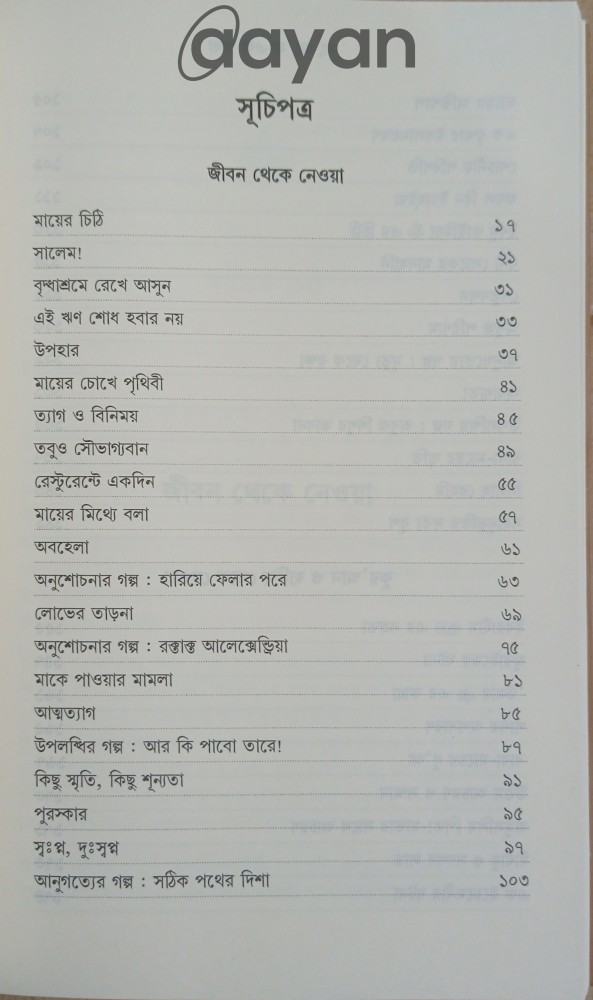 aayan
সূচিপত্র
জীবন থেকে নেওয়া
মায়ের চিঠি ১৭
সালেম! ২১
বৃদ্ধাশ্রমে রেখে আসুন ৩১
এই ঋণ শোধ হবার নয় ৩৩
উপহার ৩৭
মায়ের চোখে পৃথিবী ৪১
ত্যাগ ও বিনিময় ৪৫
তবুও সৌভাগ্যবান ৪৯
রেস্টুরেন্টে একদিন ৫৫
মায়ের মিথ্যে বলা ৫৭
অবহেলা ৬১
অনুশোচনার গল্প : হারিয়ে ফেলার পরে ৬৩
লোভের তাড়না ৬৯
অনুশোচনার গল্প : রক্তাক্ত আলেক্সেন্ড্রিয়া ৭৫
মাকে পাওয়ার মামলা ৮১
আত্মত্যাগ ৮৫
উপলব্ধির গল্প : আর কি পাবো তারে! ৮৭
কিছু স্মৃতি, কিছু শূন্যতা ৯১
পুরস্কার ৯৫
স্বঃপ্ন, দুঃস্বপ্ন ৯৭
আনুগত্যের গল্প : সঠিক পথের দিশা ১০৩